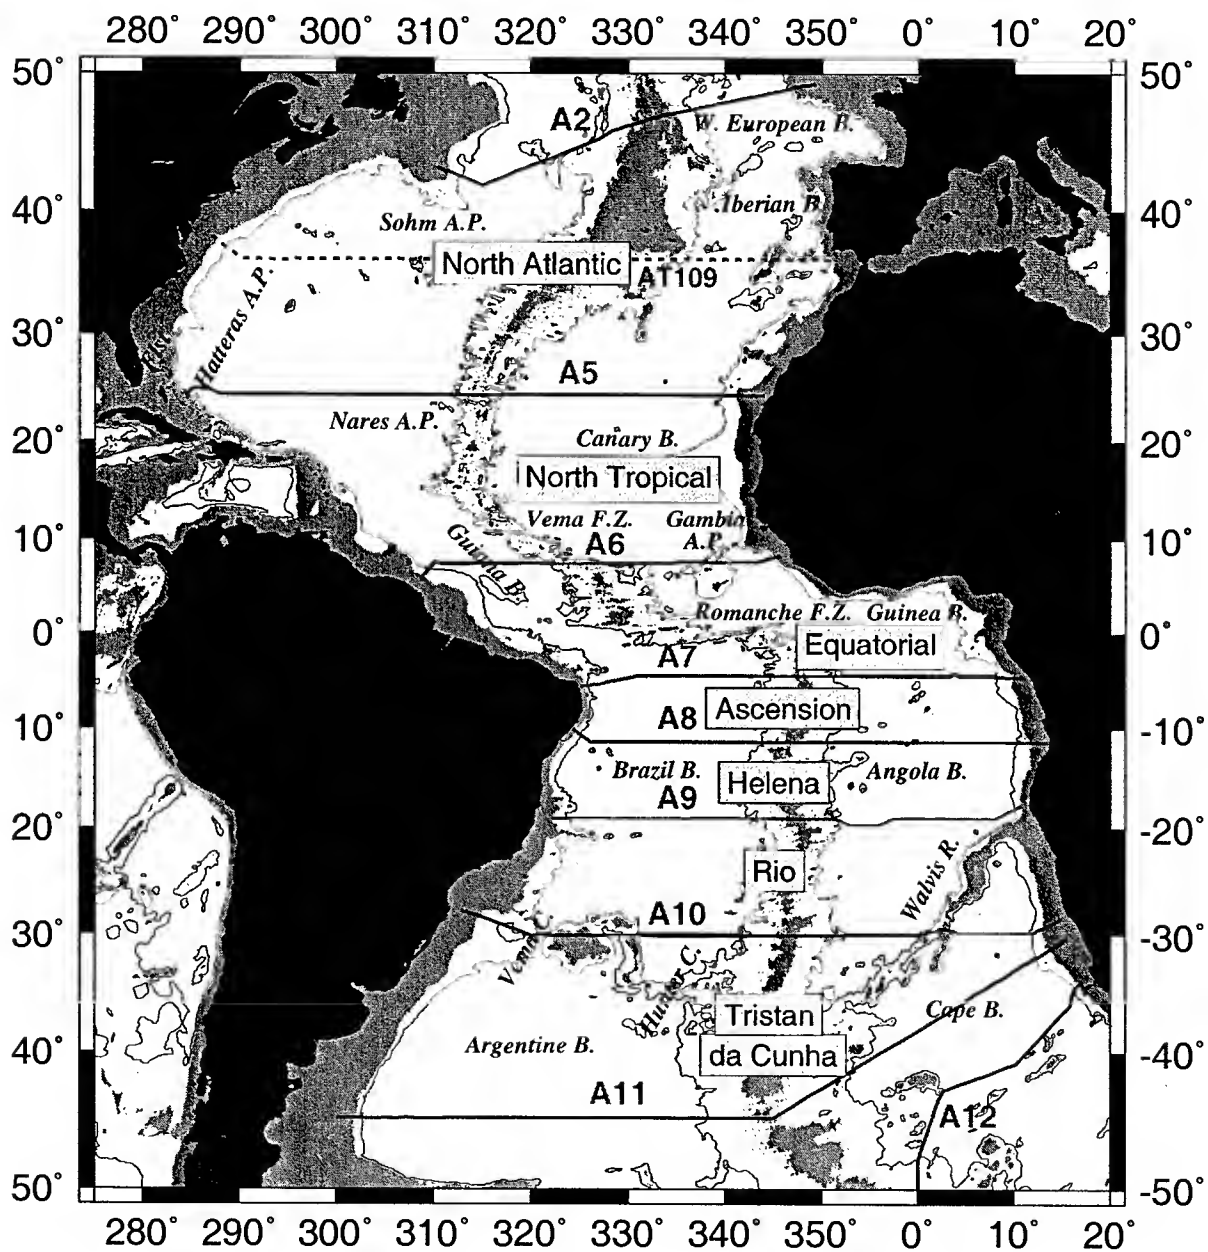 280° 290° 300° 310° 320° 330° 340° 350° 0° 10° 20°
50° 50°
A2
W. European B.
40° 40°
Sohm A.P.
Iberian B.
North Atlantic
AT109
Hatteras A.P.
30° 30°
A5
Nares A.P.
20° 20°
Canary B.
North Tropical
Vema F.Z. Gambia
A.P.
10° 10°
A6
Guiana B.
Romanche F.Z. Guinea B.
0° 0°
Equatorial
A7
Ascension
A8
10° -10°
Brazil B. Helena Angola B.
A9
20° -20°
Rio
Walvis R.
A10
30° -30°
Vema C.
Hunter C.
Tristan
da Cunha
Cape B.
Argentine B.
40° -40°
A11
A12
50° -50°
280° 290° 300° 310° 320° 330° 340° 350° 0° 10° 20°